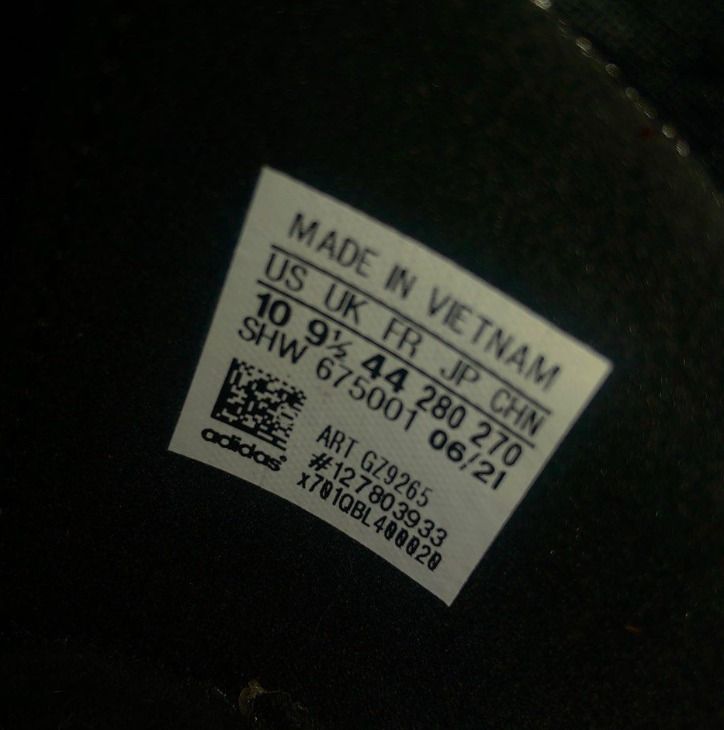 MADE IN VIETNAM
US UK FR JP CHN
10 9½ 44 280 270
SHW 675001 06/21
ART GZ9265
#127803933
x701QBL400020
adidas